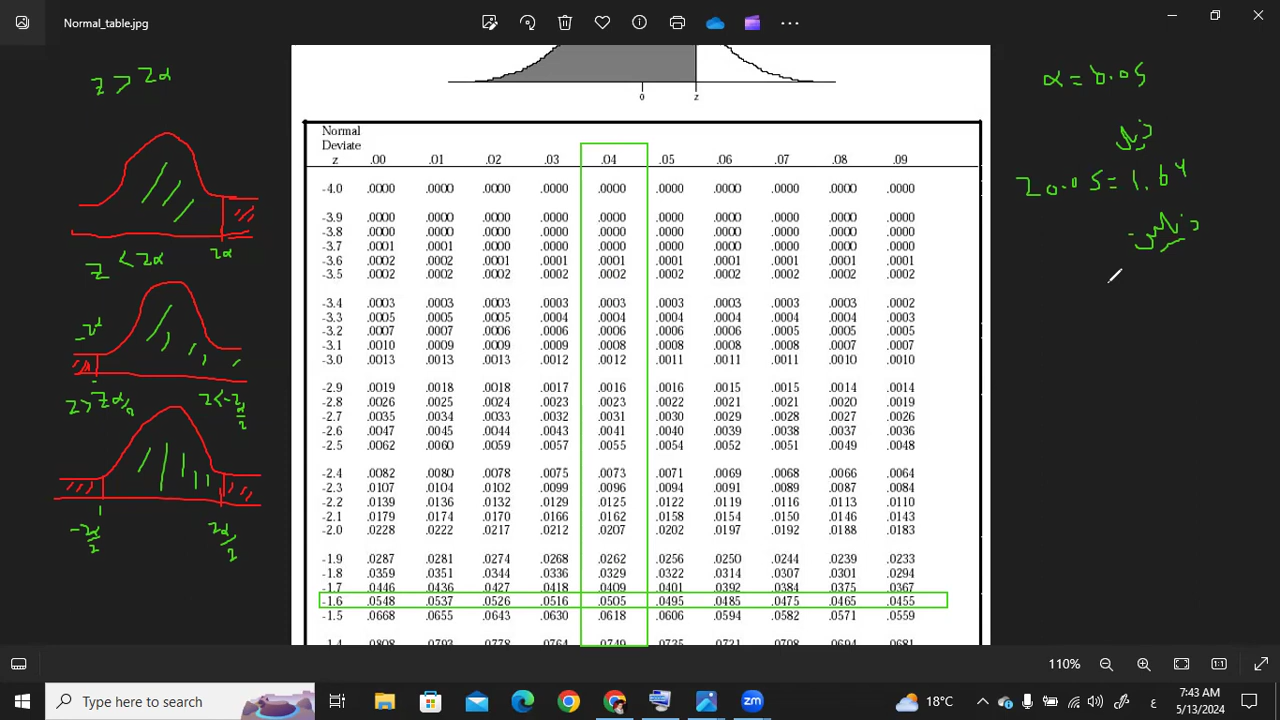 Normal_table.jpg
z > zα
z < zα
zα
-zα
z > zα/2
z < -zα/2
-zα/2
zα/2
α = 0.05
ذيل
z0.05 = 1.64
ذيلين
0 z
Normal
Deviate
z .00 .01 .02 .03 .04 .05 .06 .07 .08 .09
-4.0 .0000 .0000 .0000 .0000 .0000 .0000 .0000 .0000 .0000 .0000
-3.9 .0000 .0000 .0000 .0000 .0000 .0000 .0000 .0000 .0000 .0000
-3.8 .0000 .0000 .0000 .0000 .0000 .0000 .0000 .0000 .0000 .0000
-3.7 .0001 .0001 .0000 .0000 .0000 .0000 .0000 .0000 .0000 .0000
-3.6 .0002 .0002 .0001 .0001 .0001 .0001 .0001 .0001 .0001 .0001
-3.5 .0002 .0002 .0002 .0002 .0002 .0002 .0002 .0002 .0002 .0002
-3.4 .0003 .0003 .0003 .0003 .0003 .0003 .0003 .0003 .0003 .0002
-3.3 .0005 .0005 .0005 .0004 .0004 .0004 .0004 .0004 .0004 .0003
-3.2 .0007 .0007 .0006 .0006 .0006 .0006 .0006 .0005 .0005 .0005
-3.1 .0010 .0009 .0009 .0009 .0008 .0008 .0008 .0008 .0007 .0007
-3.0 .0013 .0013 .0013 .0012 .0012 .0011 .0011 .0011 .0010 .0010
-2.9 .0019 .0018 .0018 .0017 .0016 .0016 .0015 .0015 .0014 .0014
-2.8 .0026 .0025 .0024 .0023 .0023 .0022 .0021 .0021 .0020 .0019
-2.7 .0035 .0034 .0033 .0032 .0031 .0030 .0029 .0028 .0027 .0026
-2.6 .0047 .0045 .0044 .0043 .0041 .0040 .0039 .0038 .0037 .0036
-2.5 .0062 .0060 .0059 .0057 .0055 .0054 .0052 .0051 .0049 .0048
-2.4 .0082 .0080 .0078 .0075 .0073 .0071 .0069 .0068 .0066 .0064
-2.3 .0107 .0104 .0102 .0099 .0096 .0094 .0091 .0089 .0087 .0084
-2.2 .0139 .0136 .0132 .0129 .0125 .0122 .0119 .0116 .0113 .0110
-2.1 .0179 .0174 .0170 .0166 .0162 .0158 .0154 .0150 .0146 .0143
-2.0 .0228 .0222 .0217 .0212 .0207 .0202 .0197 .0192 .0188 .0183
-1.9 .0287 .0281 .0274 .0268 .0262 .0256 .0250 .0244 .0239 .0233
-1.8 .0359 .0351 .0344 .0336 .0329 .0322 .0314 .0307 .0301 .0294
-1.7 .0446 .0436 .0427 .0418 .0409 .0401 .0392 .0384 .0375 .0367
-1.6 .0548 .0537 .0526 .0516 .0505 .0495 .0485 .0475 .0465 .0455
-1.5 .0668 .0655 .0643 .0630 .0618 .0606 .0594 .0582 .0571 .0559
110%
Type here to search
18°C
ع
7:43 AM
5/13/2024